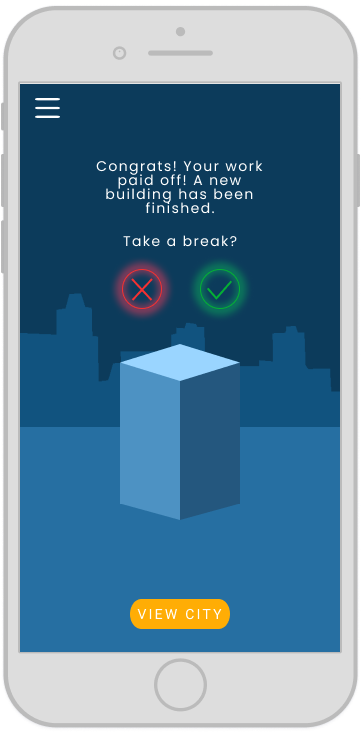 Congrats! Your work
paid off! A new
building has been
finished.
Take a break?
VIEW CITY